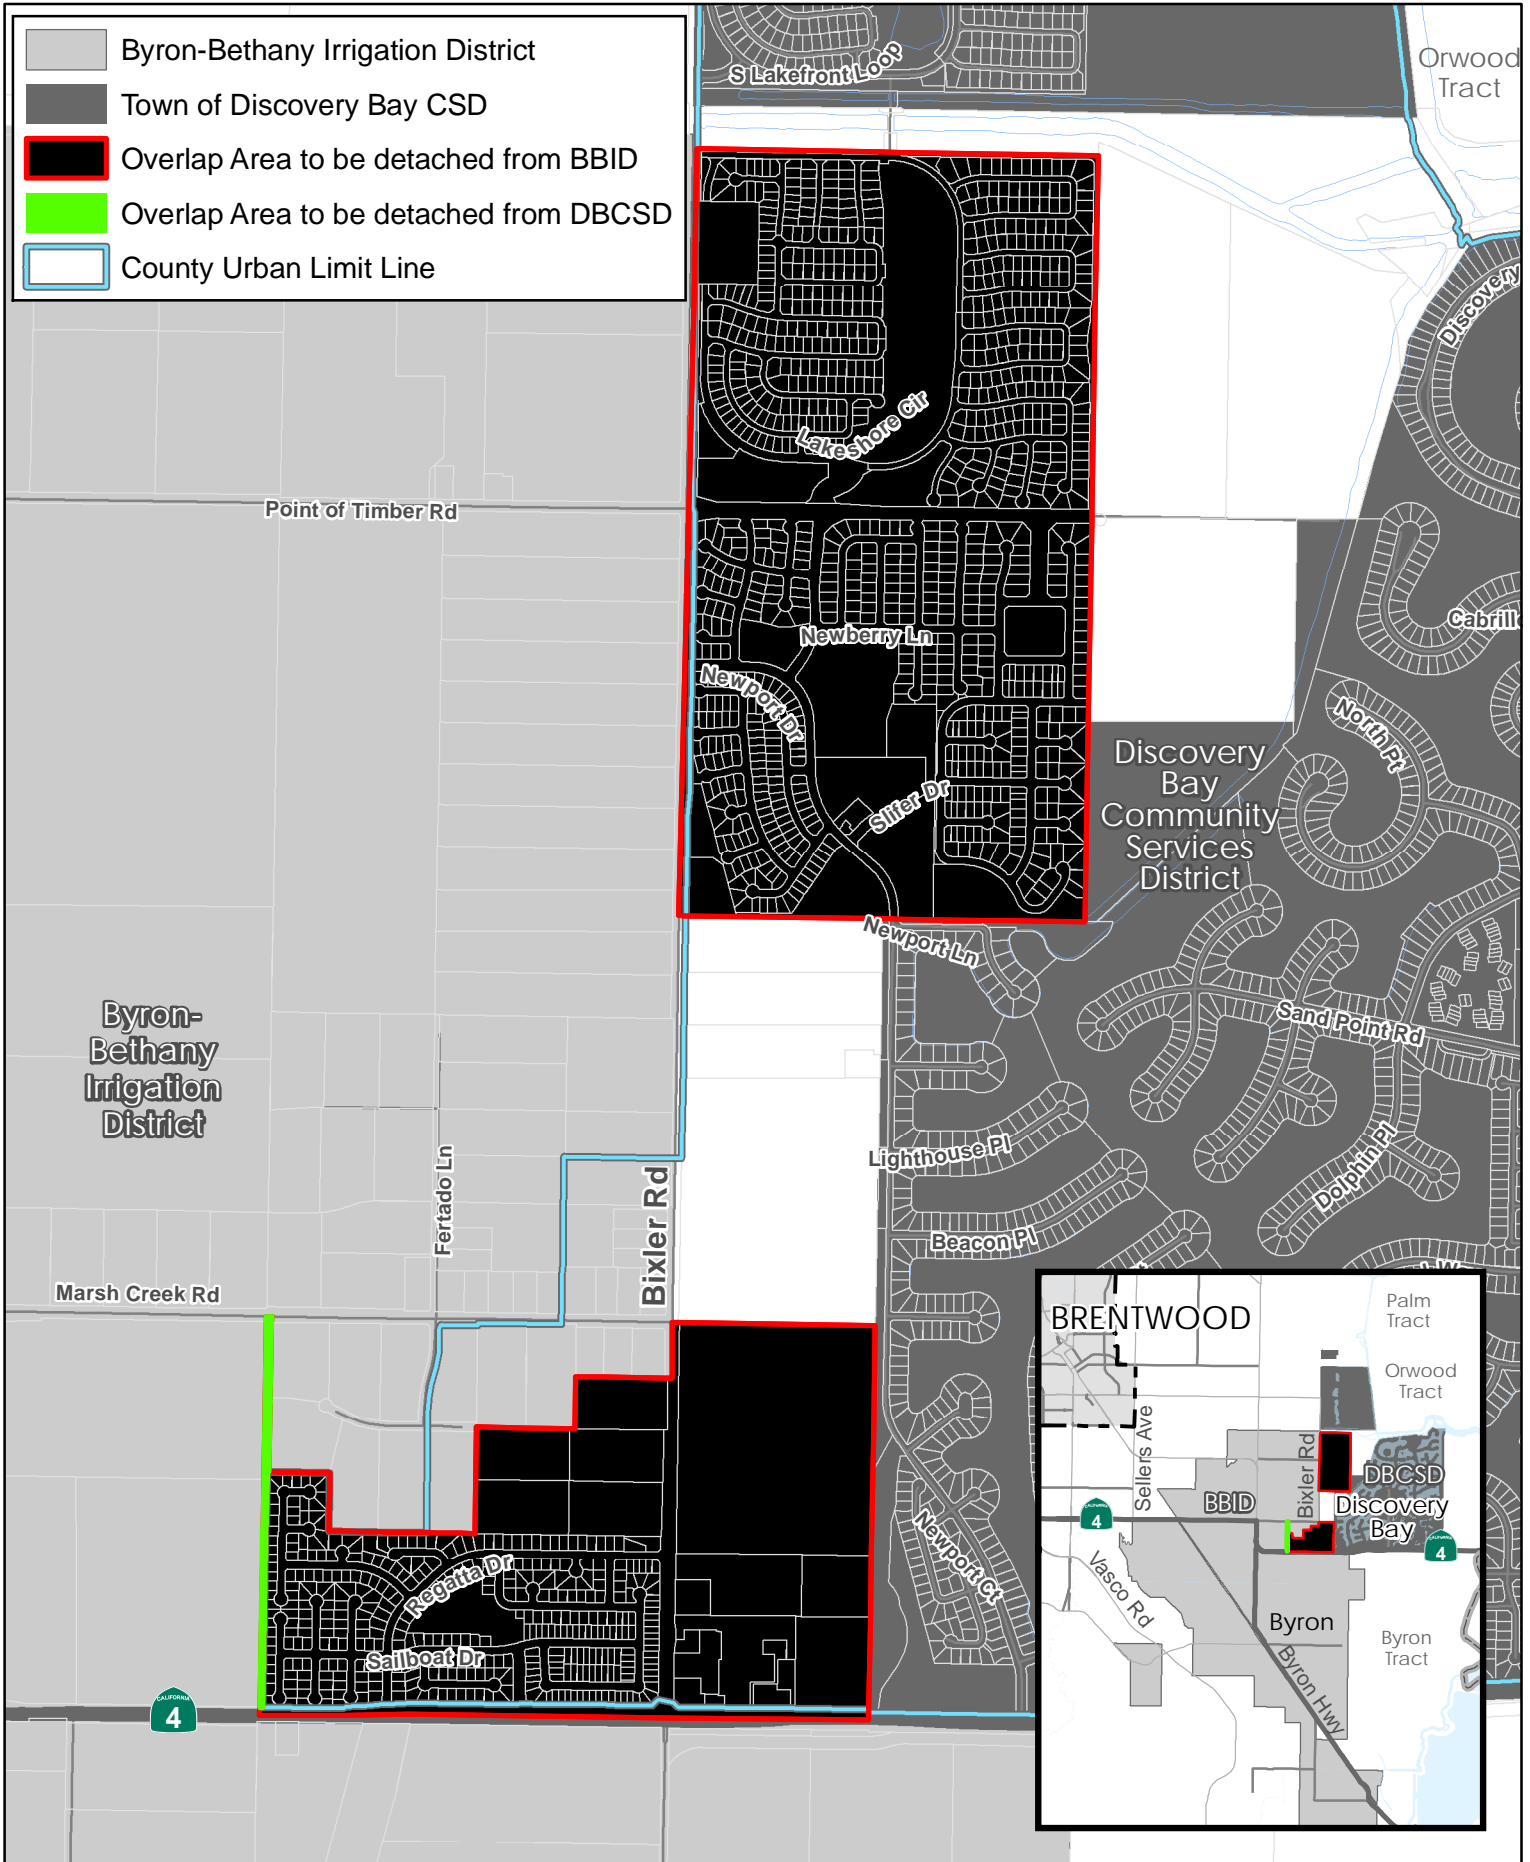 Byron-Bethany Irrigation District
Town of Discovery Bay CSD
Overlap Area to be detached from BBID
Overlap Area to be detached from DBCSD
County Urban Limit Line
S Lakefront Loop
Orwood
Tract
Discovery
Lakeshore Cir
Point of Timber Rd
Cabrillo
Newberry Ln
Newport Dr
North Pt
Discovery
Bay
Community
Services
District
Slifer Dr
Newport Ln
Sand Point Rd
Byron-
Bethany
Irrigation
District
Fertado Ln
Bixler Rd
Lighthouse Pl
Dolphin Pl
Beacon Pl
Marsh Creek Rd
Newport Ct
Regatta Dr
Sailboat Dr
CALIFORNIA
4
BRENTWOOD
Palm
Tract
Orwood
Tract
Sellers Ave
Bixler Rd
BBID
DBCSD
Discovery
Bay
CALIFORNIA
4
CALIFORNIA
4
Vasco Rd
Byron
Byron
Tract
Byron Hwy